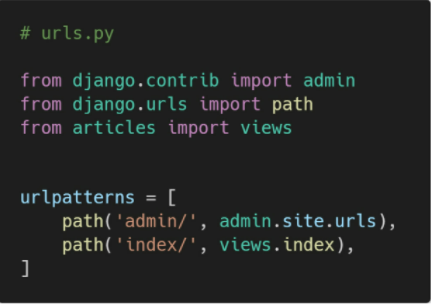 # urls.py
from django.contrib import admin
from django.urls import path
from articles import views
urlpatterns = [
    path('admin/', admin.site.urls),
    path('index/', views.index),
]